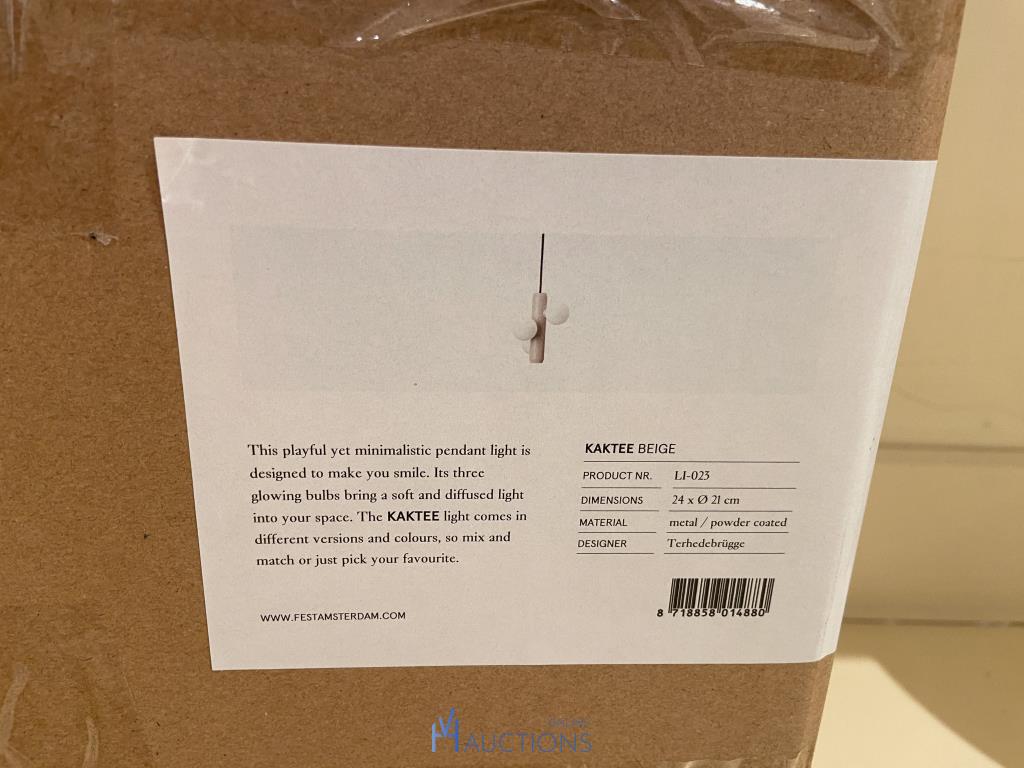 This playful yet minimalistic pendant light is
designed to make you smile. Its three
glowing bulbs bring a soft and diffused light
into your space. The KAKTEE light comes in
different versions and colours, so mix and
match or just pick your favourite.
WWW.FESTAMSTERDAM.COM
KAKTEE BEIGE
PRODUCT NR. LI-023
DIMENSIONS 24 x Ø 21 cm
MATERIAL metal / powder coated
DESIGNER Terhedebrügge
8 718858 014880
ONLINE
AUCTIONS